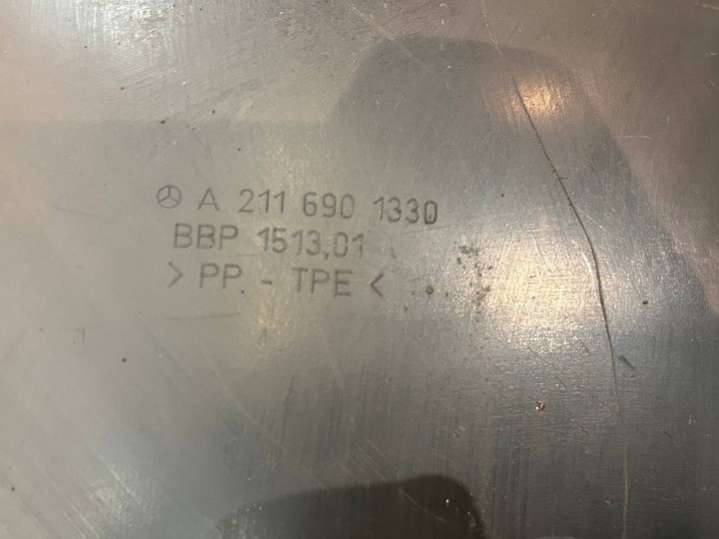 A 211 690 1330
BBP 1513,01
> PP - TPE <